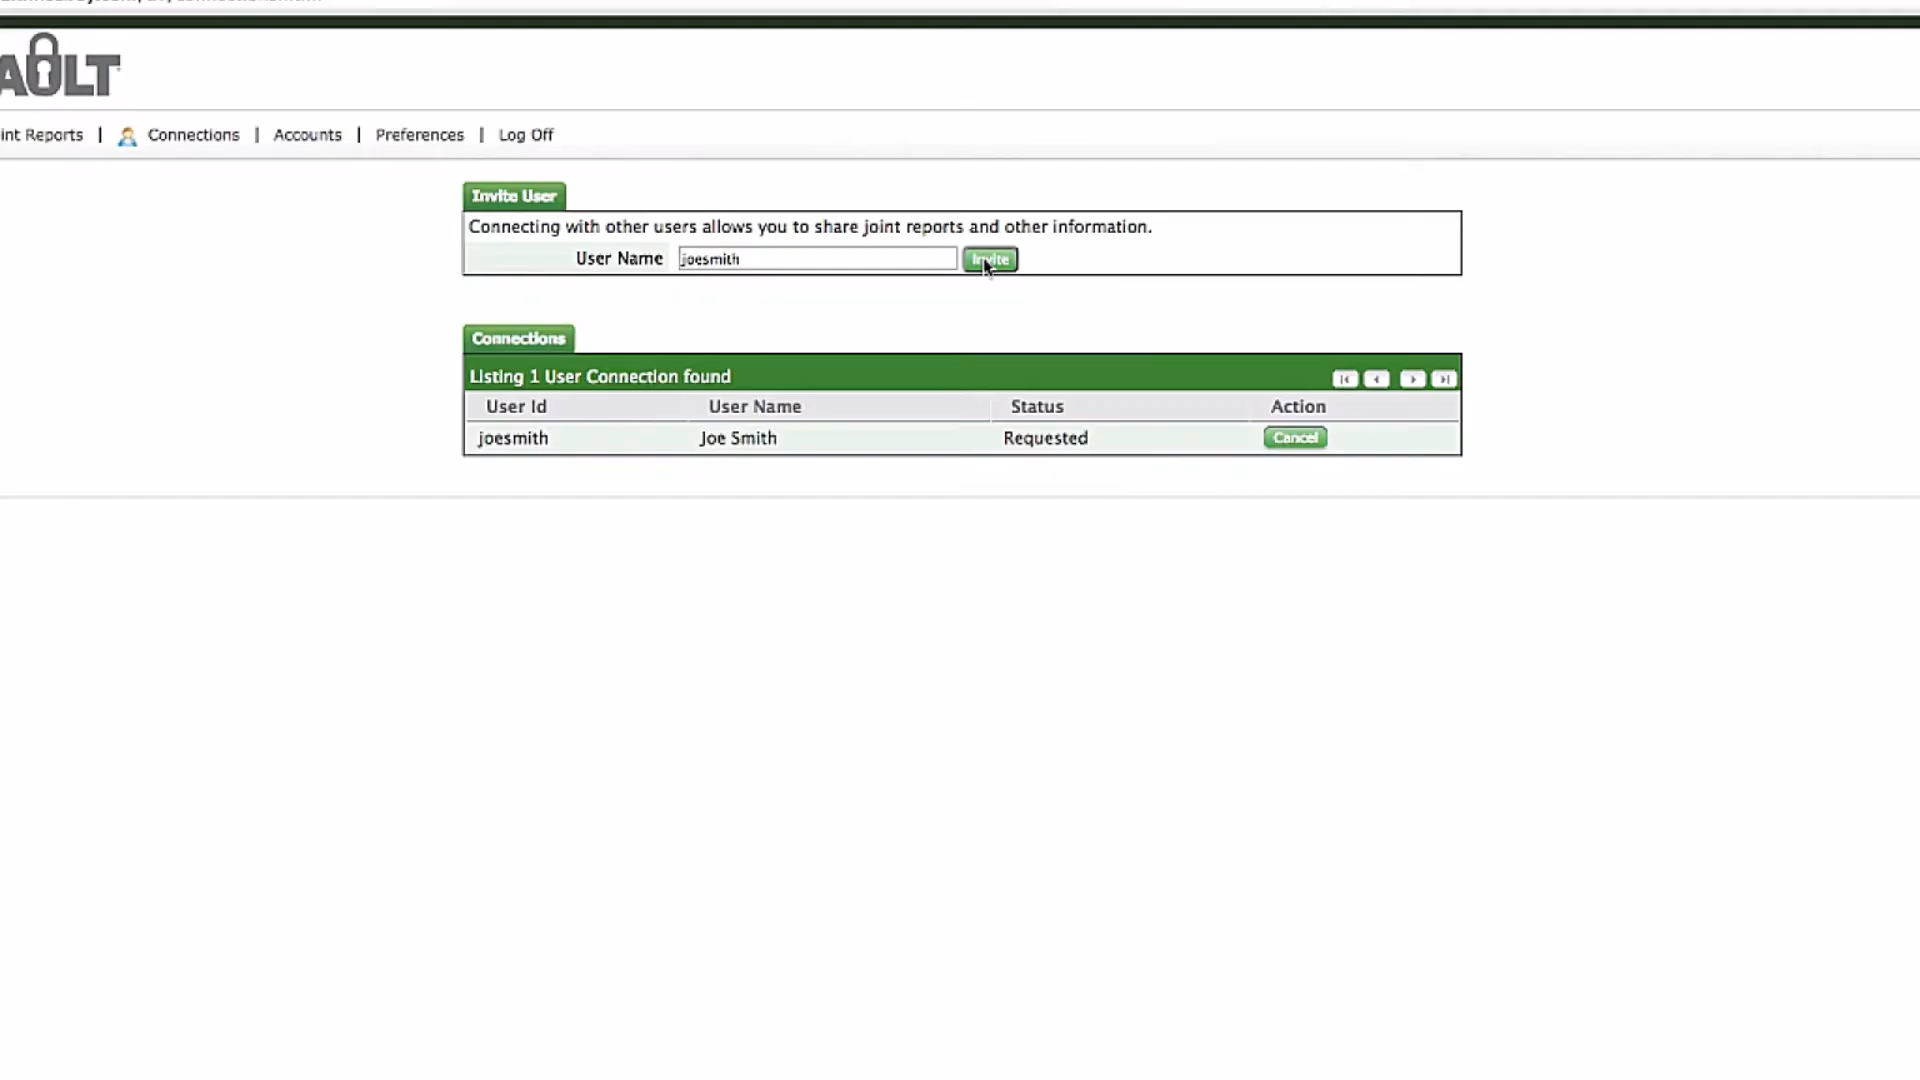 AULT
int Reports | Connections | Accounts | Preferences | Log Off
Invite User
Connecting with other users allows you to share joint reports and other information.
User Name joesmith Invite
Connections
Listing 1 User Connection found
User Id User Name Status Action
joesmith Joe Smith Requested Cancel